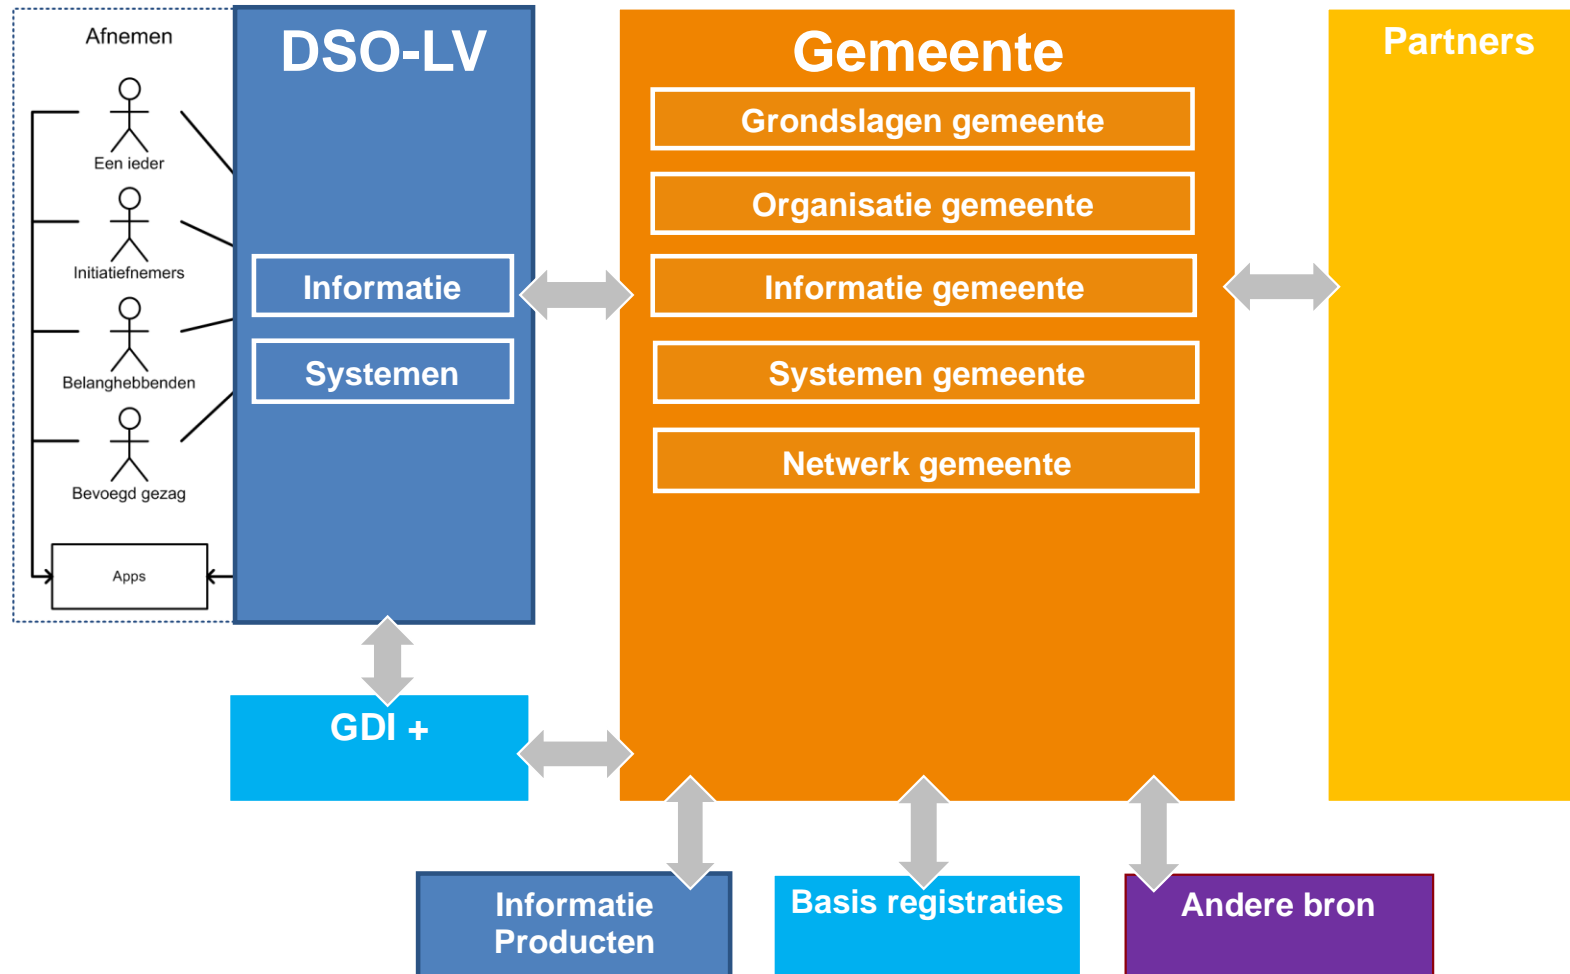 Afnemen
Een ieder
Initiatiefnemers
Belanghebbenden
Bevoegd gezag
Apps
DSO-LV
Informatie
Systemen
GDI +
Gemeente
Grondslagen gemeente
Organisatie gemeente
Informatie gemeente
Systemen gemeente
Netwerk gemeente
Partners
Informatie
Producten
Basis registraties
Andere bron